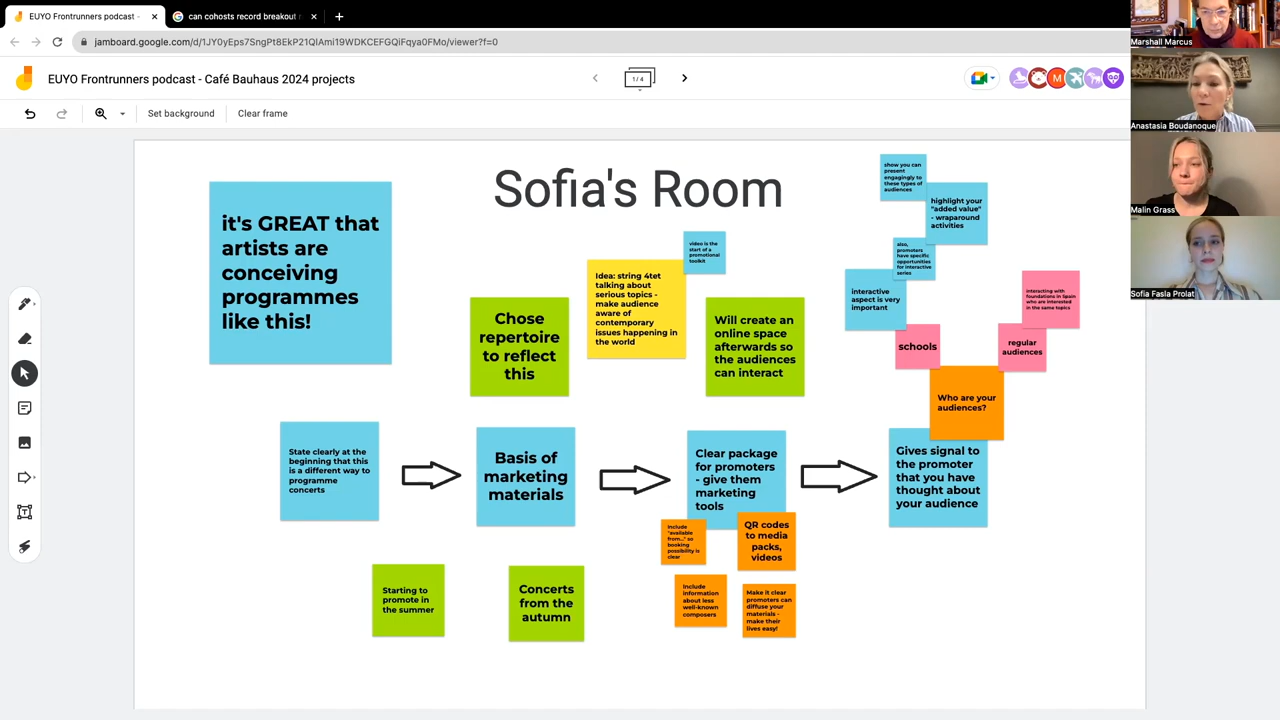 EUYO Frontrunners podcast -
can cohosts record breakout
jamboard.google.com/d/1JY0yEps7SngPt8EkP21QIAmi19WDKCEFGQiFqya0fMw/viewer?f=0
EUYO Frontrunners podcast - Café Bauhaus 2024 projects
1 / 4
M
Set background
Clear frame
Marshall Marcus
Anastasia Boudanoque
Malin Grass
Sofia Fasla Prolat
Sofia's Room
it's GREAT that
artists are
conceiving
programmes
like this!
Chose
repertoire
to reflect
this
Idea: string 4tet
talking about
serious topics -
make audience
aware of
contemporary
issues happening in
the world
video is the
start of a
promotional
toolkit
Will create an
online space
afterwards so
the audiences
can interact
show you can
present
engagingly to
these types of
audiences
highlight your
"added value"
- wraparound
activities
also,
promoters
have specific
opportunities
for interactive
series
interactive
aspect is very
important
schools
Interacting with
foundations in Spain
who are interested
in the same topics
regular
audiences
Who are your
audiences?
State clearly at the
beginning that this
is a different way to
programme
concerts
Basis of
marketing
materials
Clear package
for promoters
- give them
marketing
tools
Gives signal to
the promoter
that you have
thought about
your audience
Include
"available
from..." so
booking
possibility is
clear
QR codes
to media
packs,
videos
Include
information
about less
well-known
composers
Make it clear
promoters can
diffuse your
materials -
make their
lives easy!
Starting to
promote in
the summer
Concerts
from the
autumn